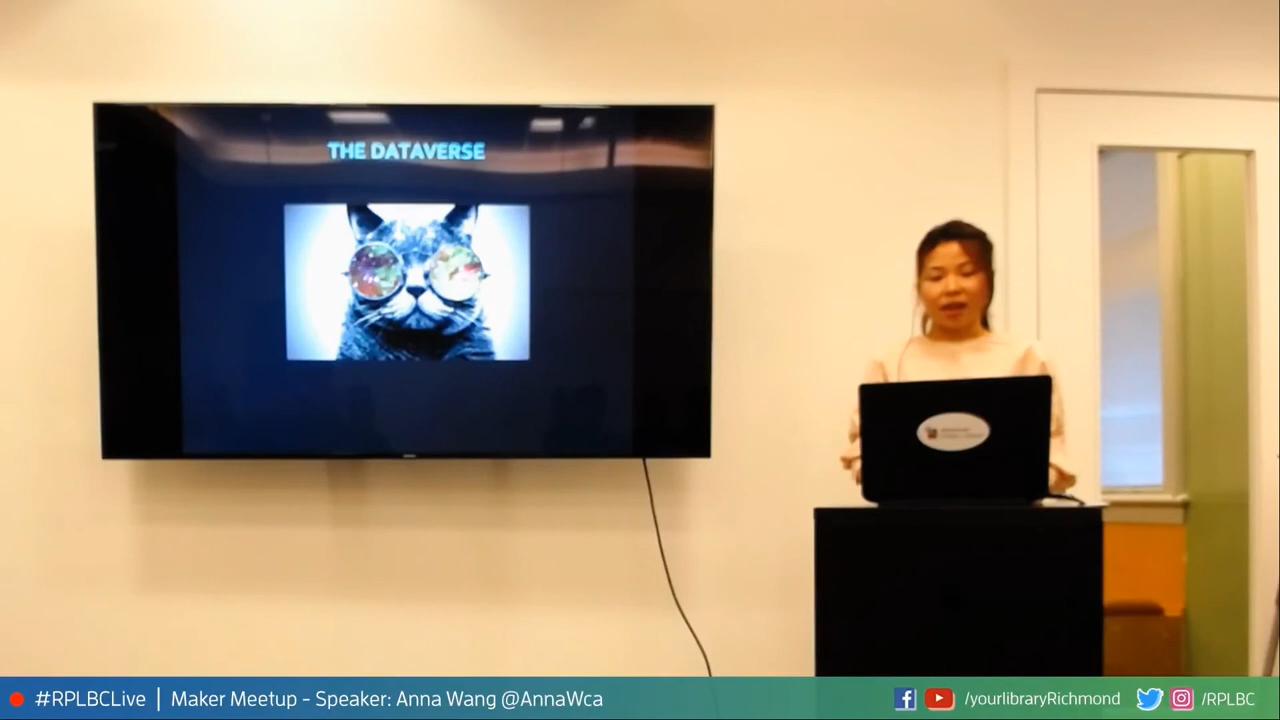 THE DATAVERSE
#RPLBCLive | Maker Meetup - Speaker: Anna Wang @AnnaWca
/yourlibraryRichmond
/RPLBC